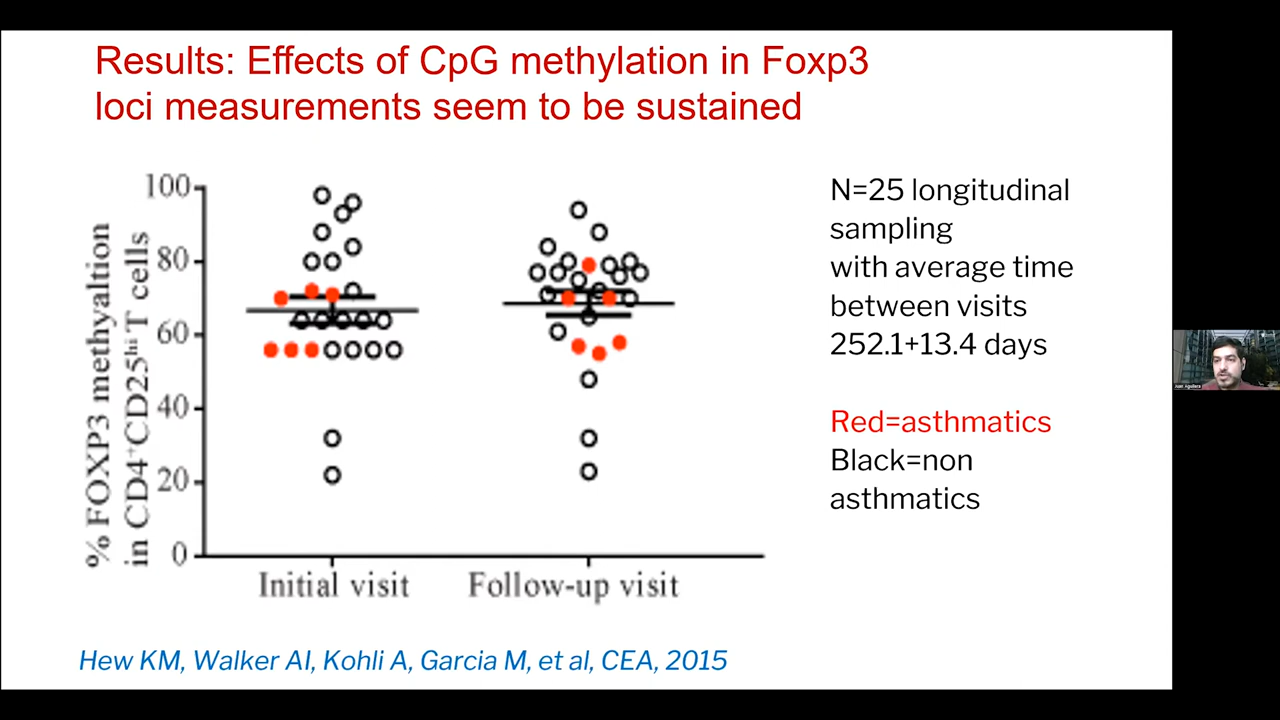 Results: Effects of CpG methylation in Foxp3
loci measurements seem to be sustained
% FOXP3 methyaltion
in CD4+CD25hi T cells
100
80
60
40
20
0
Initial visit
Follow-up visit
N=25 longitudinal
sampling
with average time
between visits
252.1+13.4 days
Red=asthmatics
Black=non
asthmatics
Hew KM, Walker AI, Kohli A, Garcia M, et al, CEA, 2015
Juan Aguilera